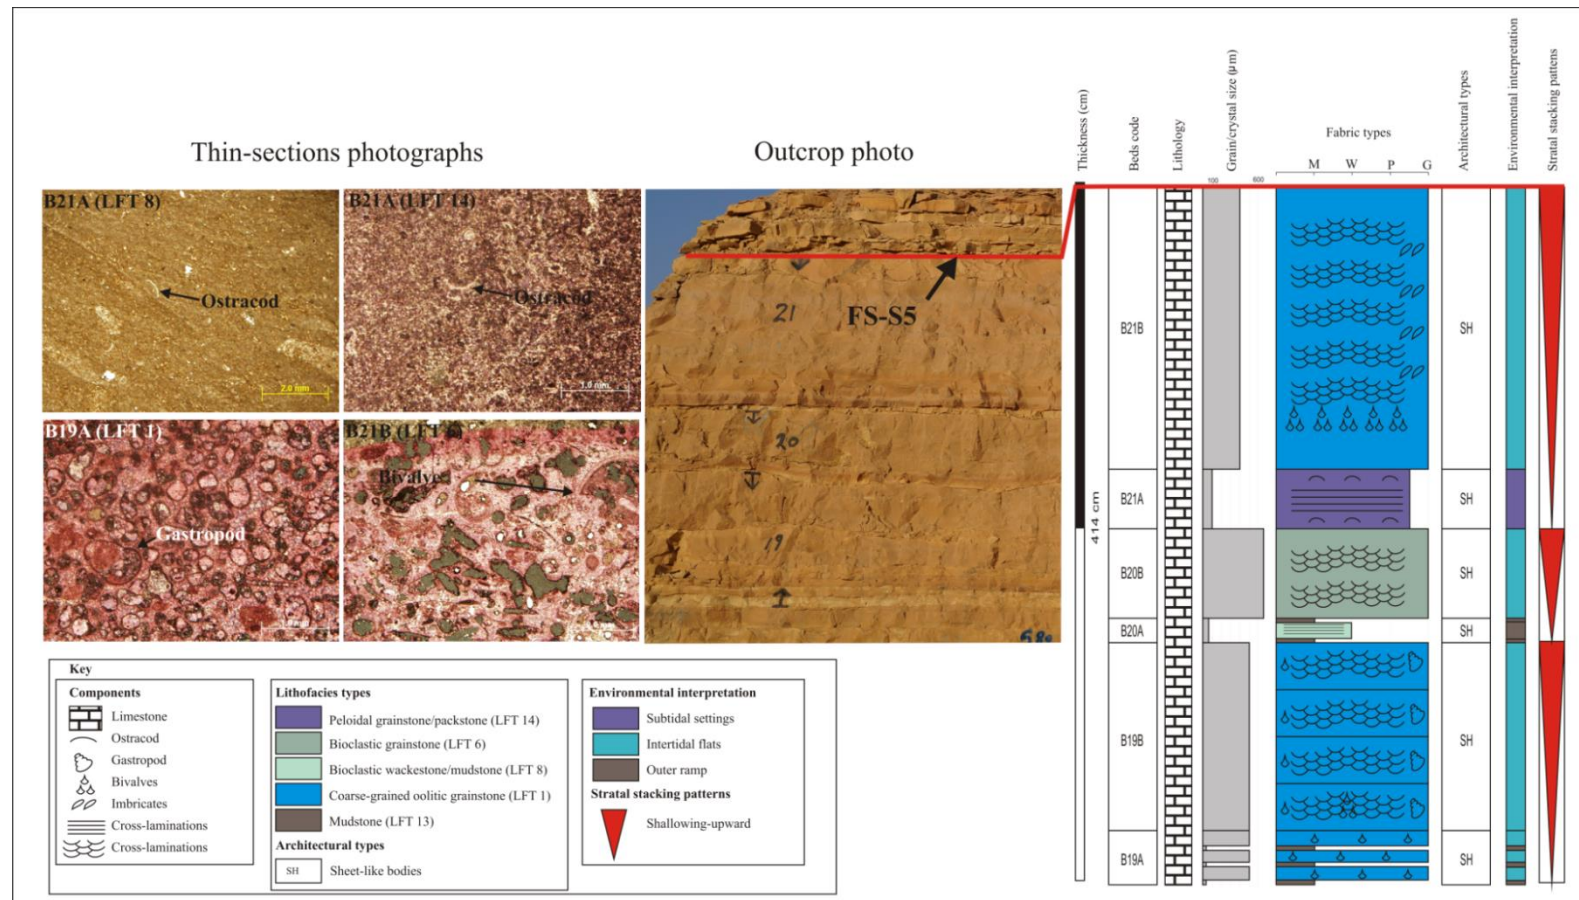 Thin-sections photographs
Outcrop photo
Thickness (cm)
Beds code
Lithology
Grain/crystal size (μm)
Fabric types
Architectural types
Environmental interpretation
Stratal stacking pattens
M W P G
100 600
B21A (LFT 8)
Ostracod
2.0 mm
B21A (LFT 14)
Ostracod
1.0 mm
B19A (LFT 1)
Gastropod
B21B (LFT 6)
Bivalve
21
FS-S5
20
19
414 cm
B21B
SH
B21A
SH
B20B
SH
B20A
SH
B19B
SH
B19A
SH
Key
Components
Limestone
Ostracod
Gastropod
Bivalves
Imbricates
Cross-laminations
Cross-laminations
Lithofacies types
Peloidal grainstone/packstone (LFT 14)
Bioclastic grainstone (LFT 6)
Bioclastic wackestone/mudstone (LFT 8)
Coarse-grained oolitic grainstone (LFT 1)
Mudstone (LFT 13)
Architectural types
SH Sheet-like bodies
Environmental interpretation
Subtidal settings
Intertidal flats
Outer ramp
Stratal stacking patterns
Shallowing-upward